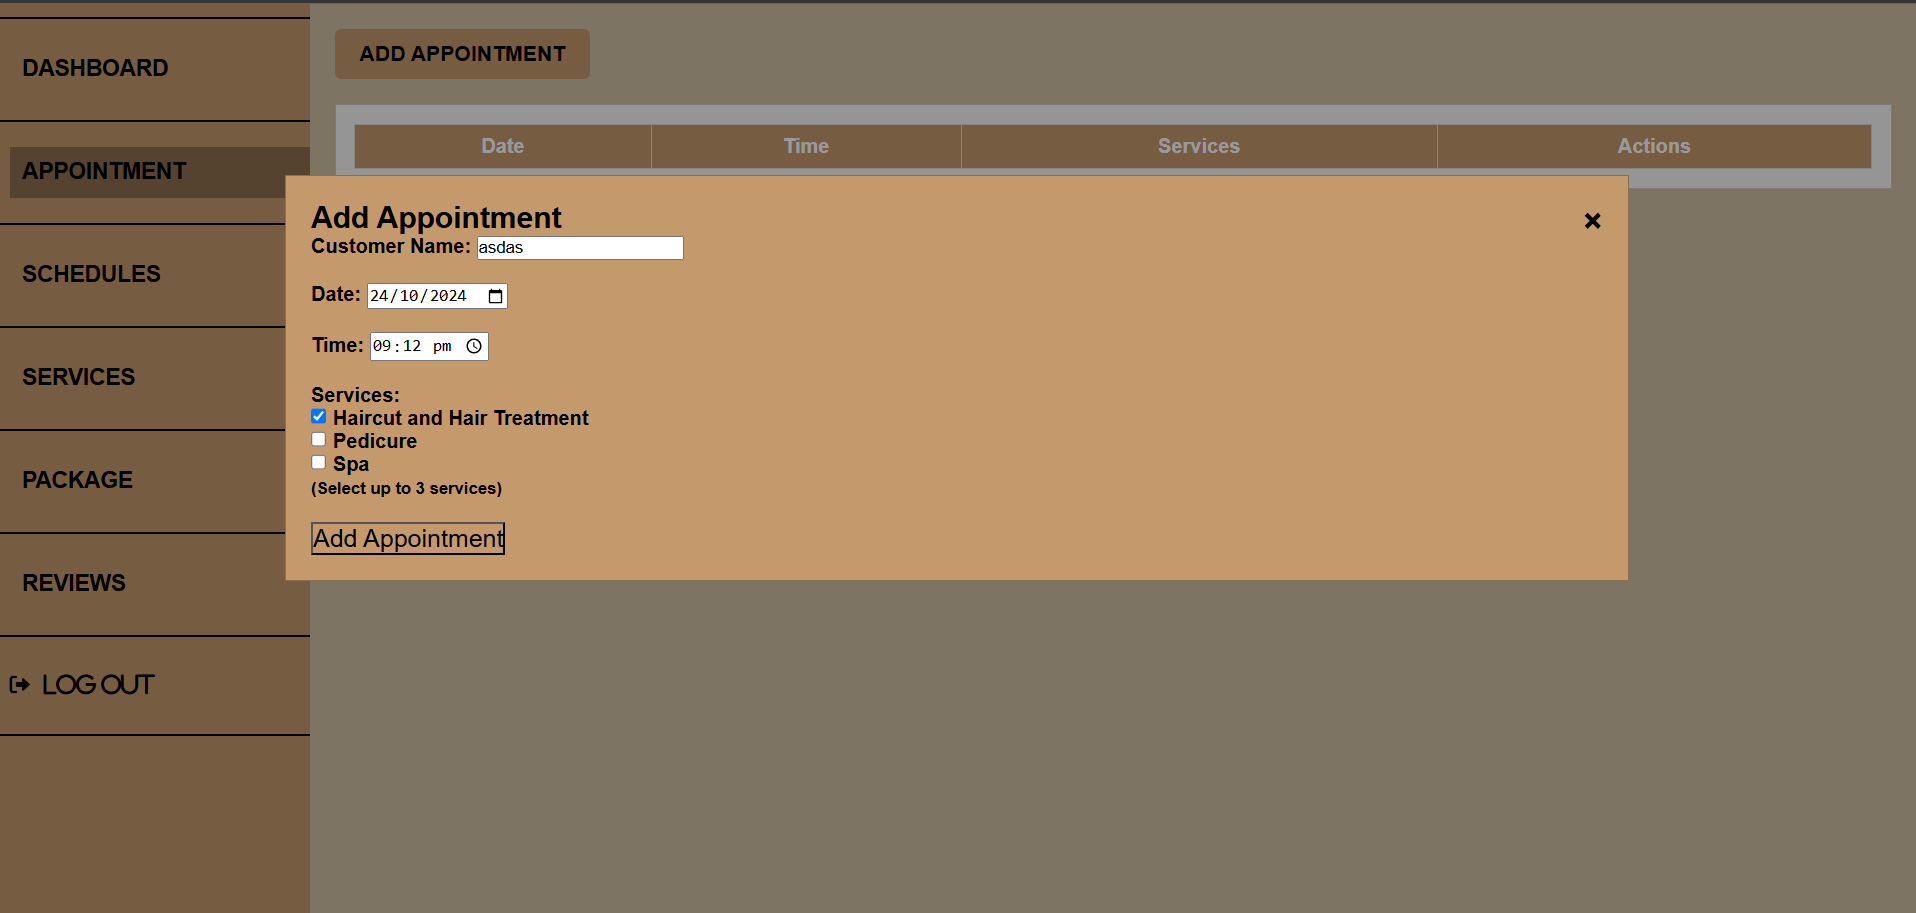 DASHBOARD
APPOINTMENT
SCHEDULES
SERVICES
PACKAGE
REVIEWS
LOG OUT
ADD APPOINTMENT
Date Time Services Actions
Add Appointment
Customer Name: asdas
Date: 24/10/2024
Time: 09:12 pm
Services:
Haircut and Hair Treatment
Pedicure
Spa
(Select up to 3 services)
Add Appointment